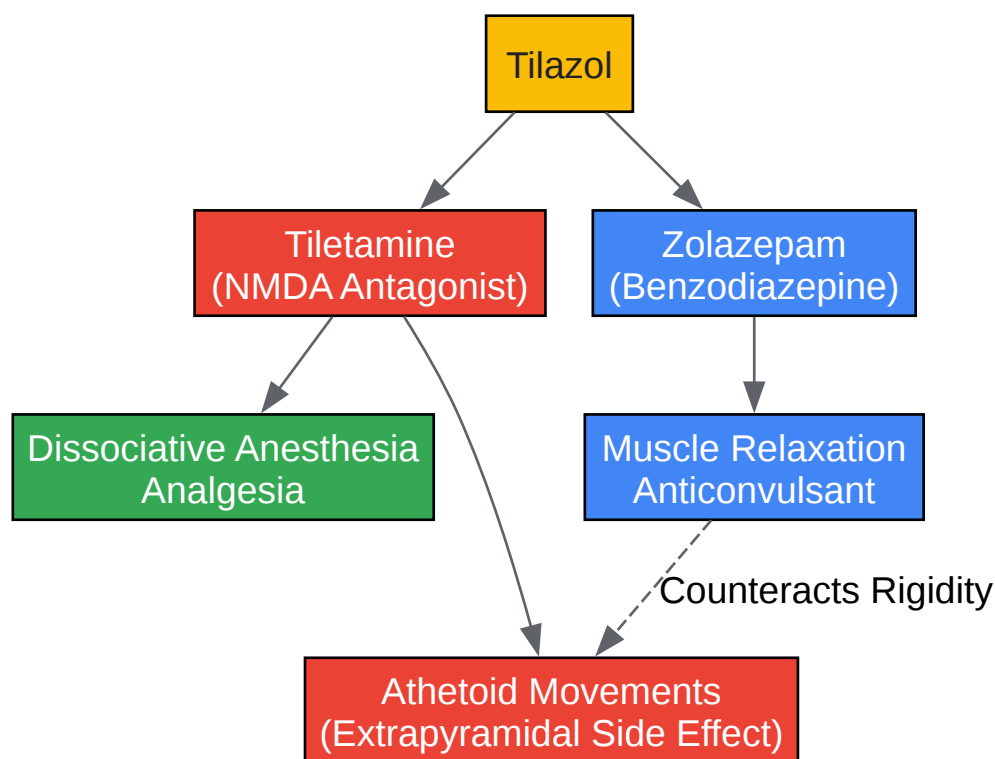 Tilazol
Tiletamine
(NMDA Antagonist)
Zolazepam
(Benzodiazepine)
Dissociative Anesthesia
Analgesia
Muscle Relaxation
Anticonvulsant
Counteracts Rigidity
Athetoid Movements
(Extrapyramidal Side Effect)